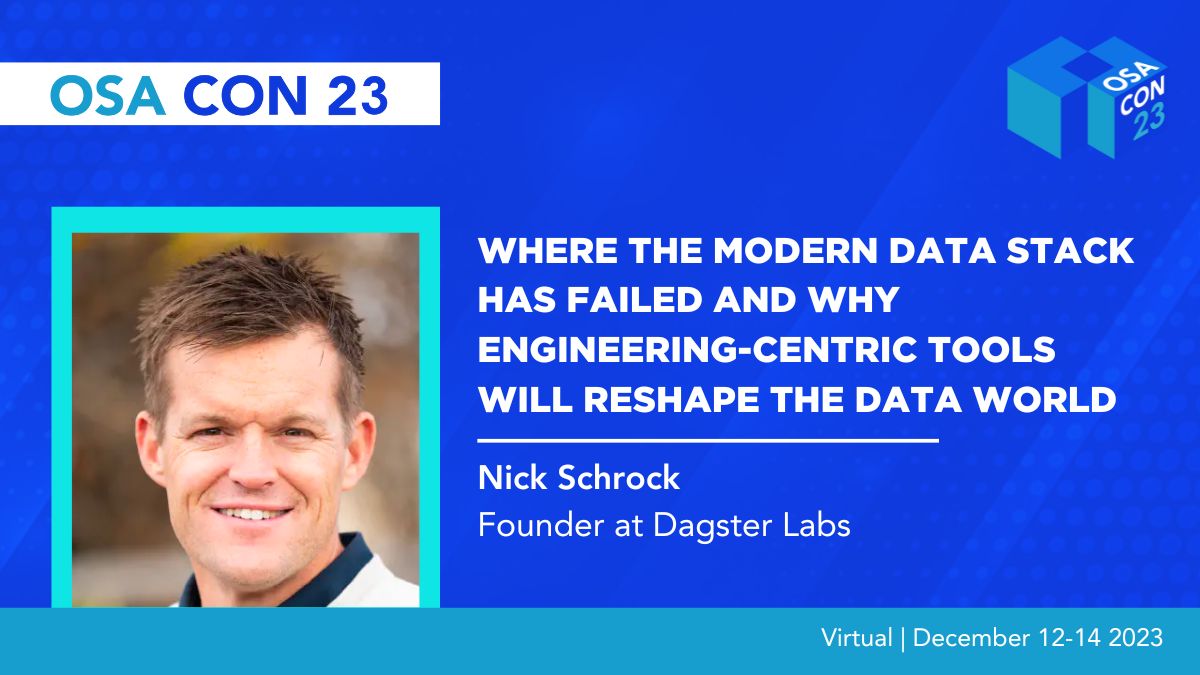 OSA CON 23
OSA
CON
23
WHERE THE MODERN DATA STACK
HAS FAILED AND WHY
ENGINEERING-CENTRIC TOOLS
WILL RESHAPE THE DATA WORLD
Nick Schrock
Founder at Dagster Labs
Virtual | December 12-14 2023